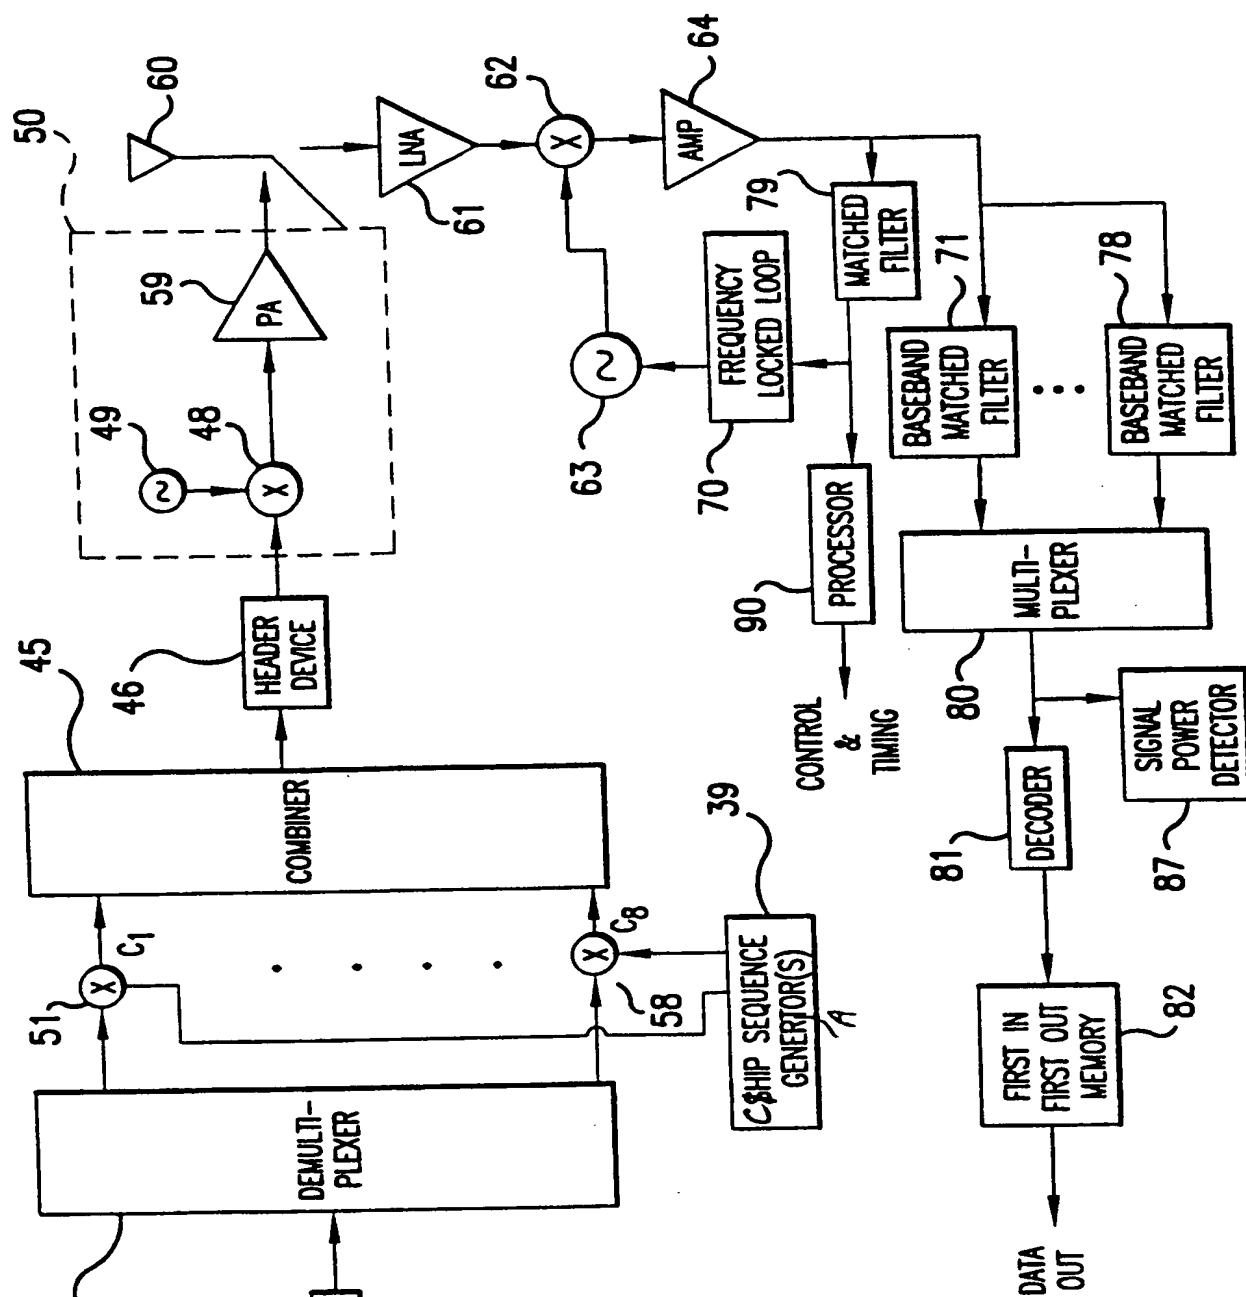 50
60
49
48
59
PA
LNA
61
62
X
64
AMP
79
MATCHED
FILTER
63
FREQUENCY
LOCKED LOOP
70
71
BASEBAND
MATCHED
FILTER
78
BASEBAND
MATCHED
FILTER
45
46
HEADER
DEVICE
X
COMBINER
90
PROCESSOR
CONTROL
&
TIMING
80
MULTI-
PLEXER
51
X
C1
C8
X
58
39
CHIP SEQUENCE
GENERTOR(S)
A
81
DECODER
87
SIGNAL
POWER
DETECTOR
DEMULTI-
PLEXER
82
FIRST IN
FIRST OUT
MEMORY
DATA
OUT